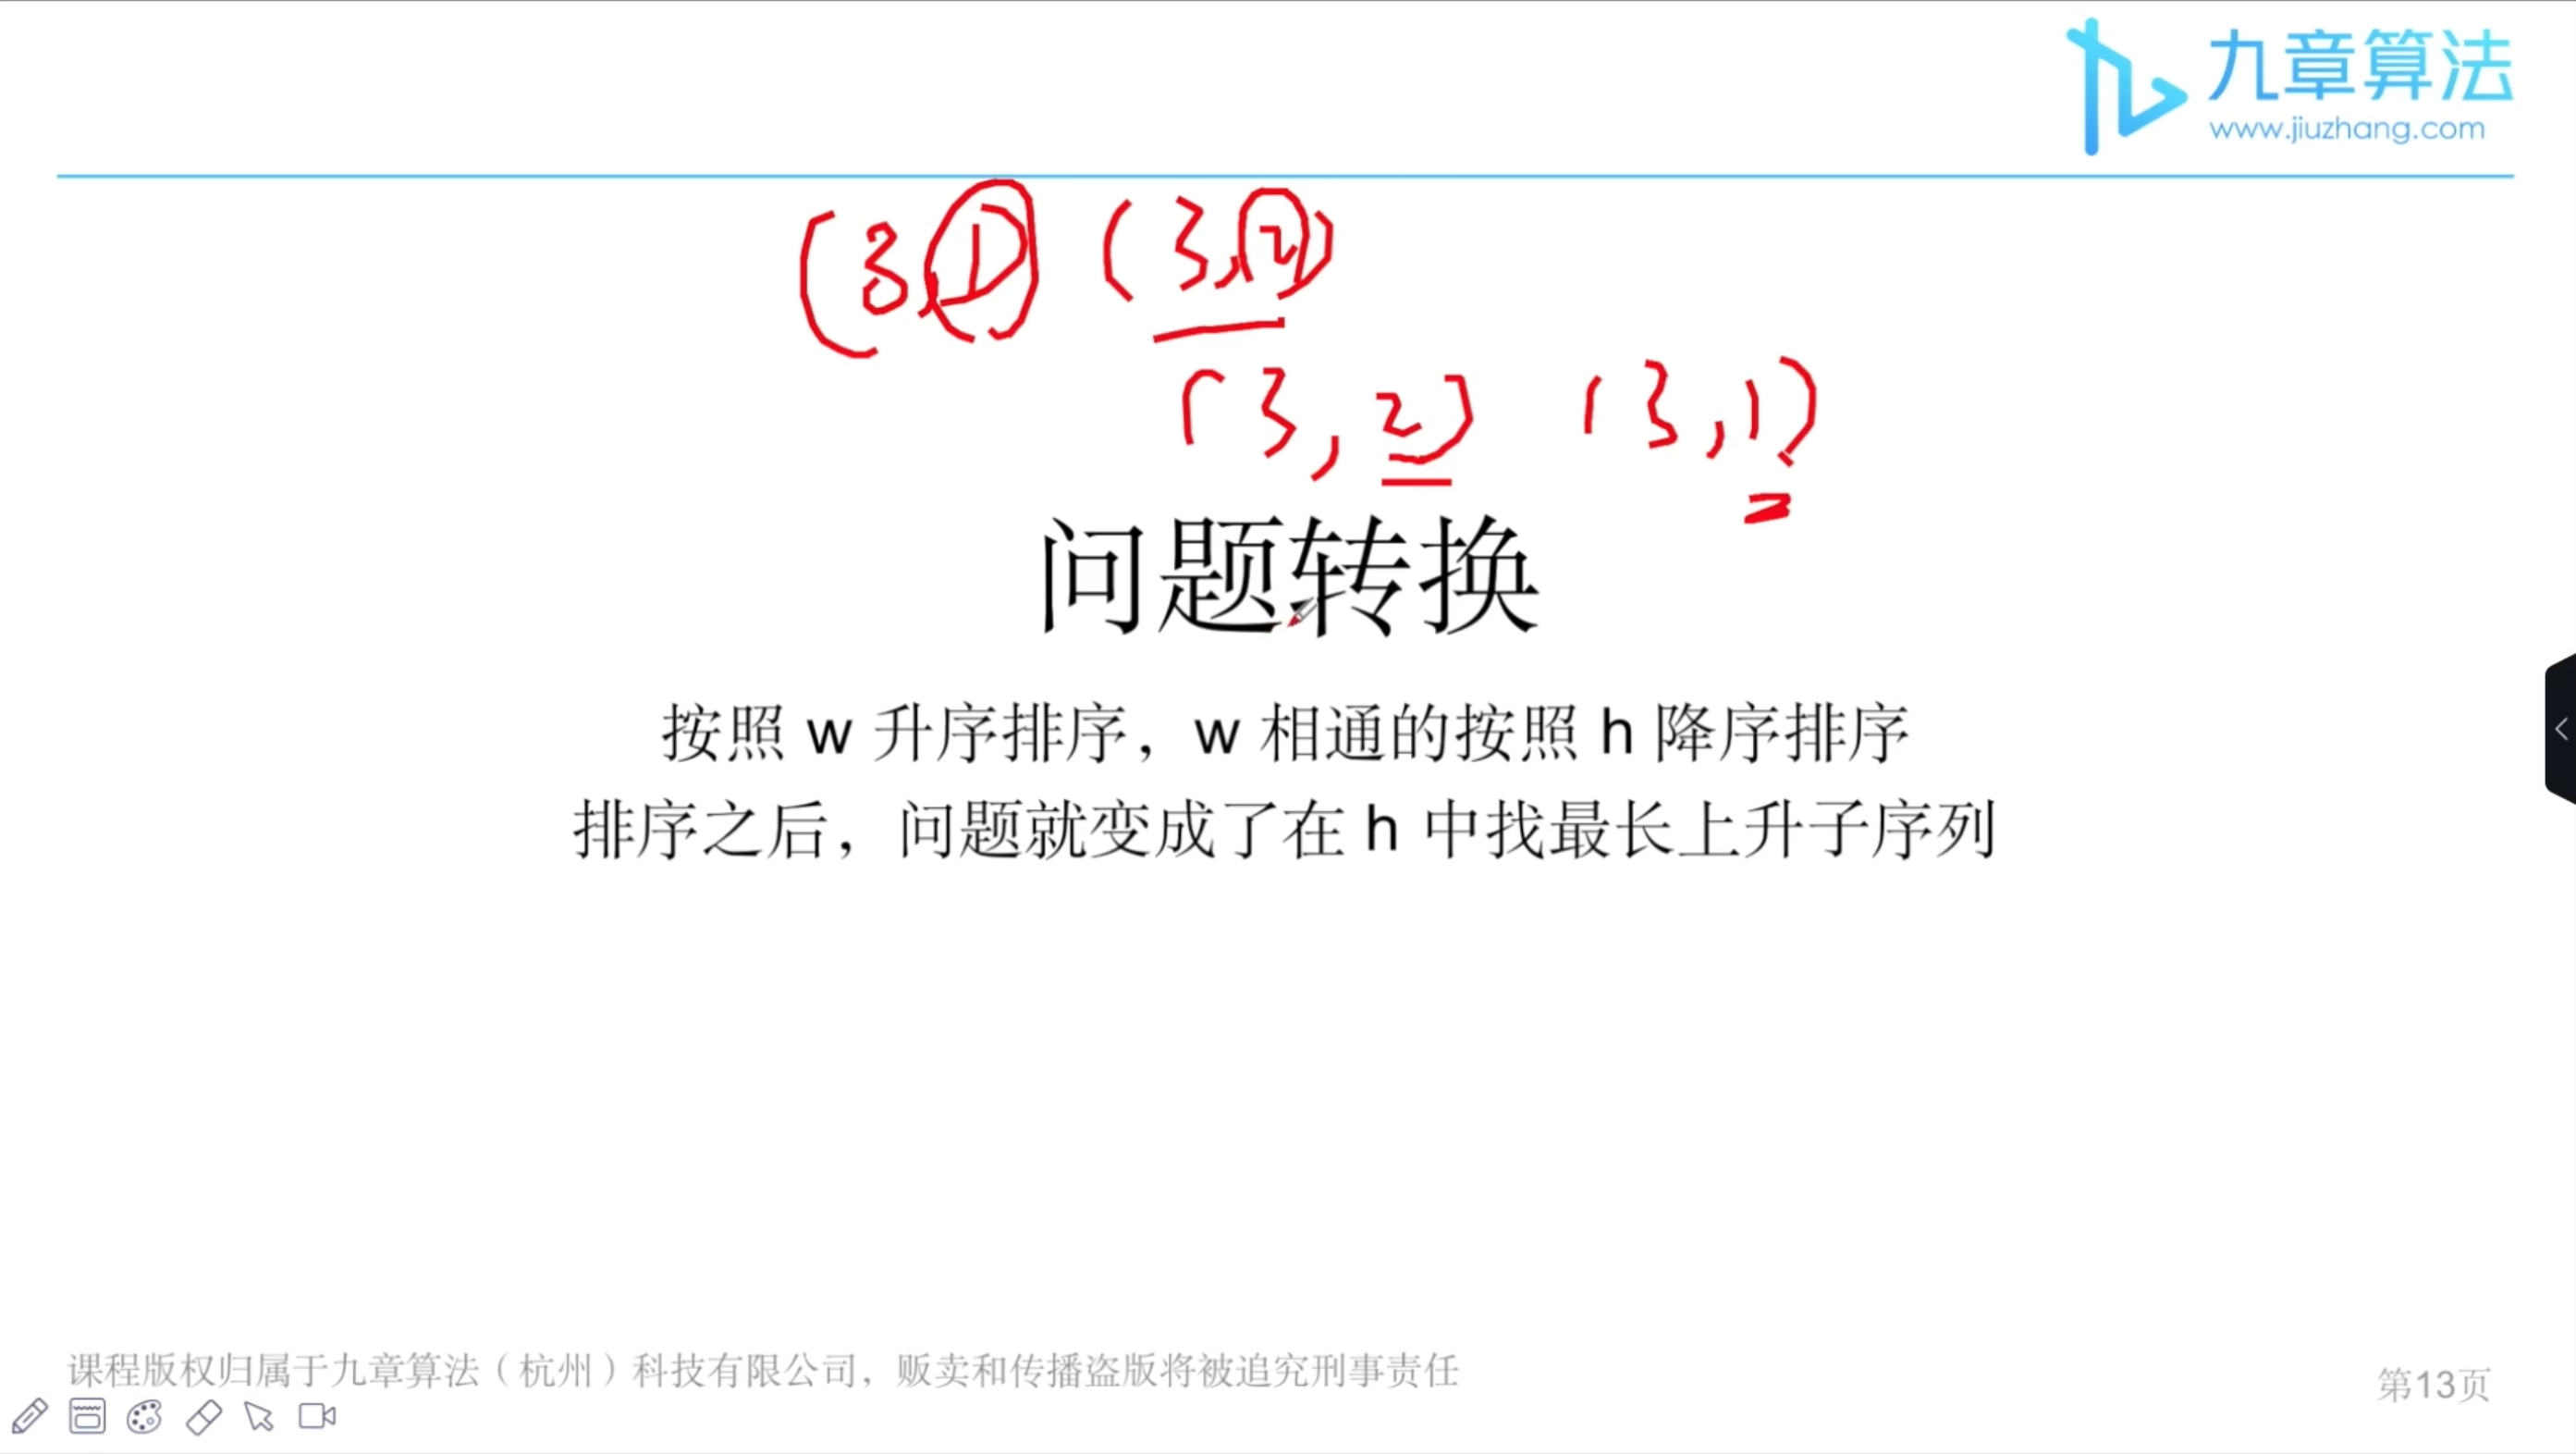 九章算法
www.jiuzhang.com
(3,1) (3,2)
(3,2) (3,1)
问题转换
按照 w 升序排序，w 相通的按照 h 降序排序
排序之后，问题就变成了在 h 中找最长上升子序列
课程版权归属于九章算法（杭州）科技有限公司，贩卖和传播盗版将被追究刑事责任
第13页